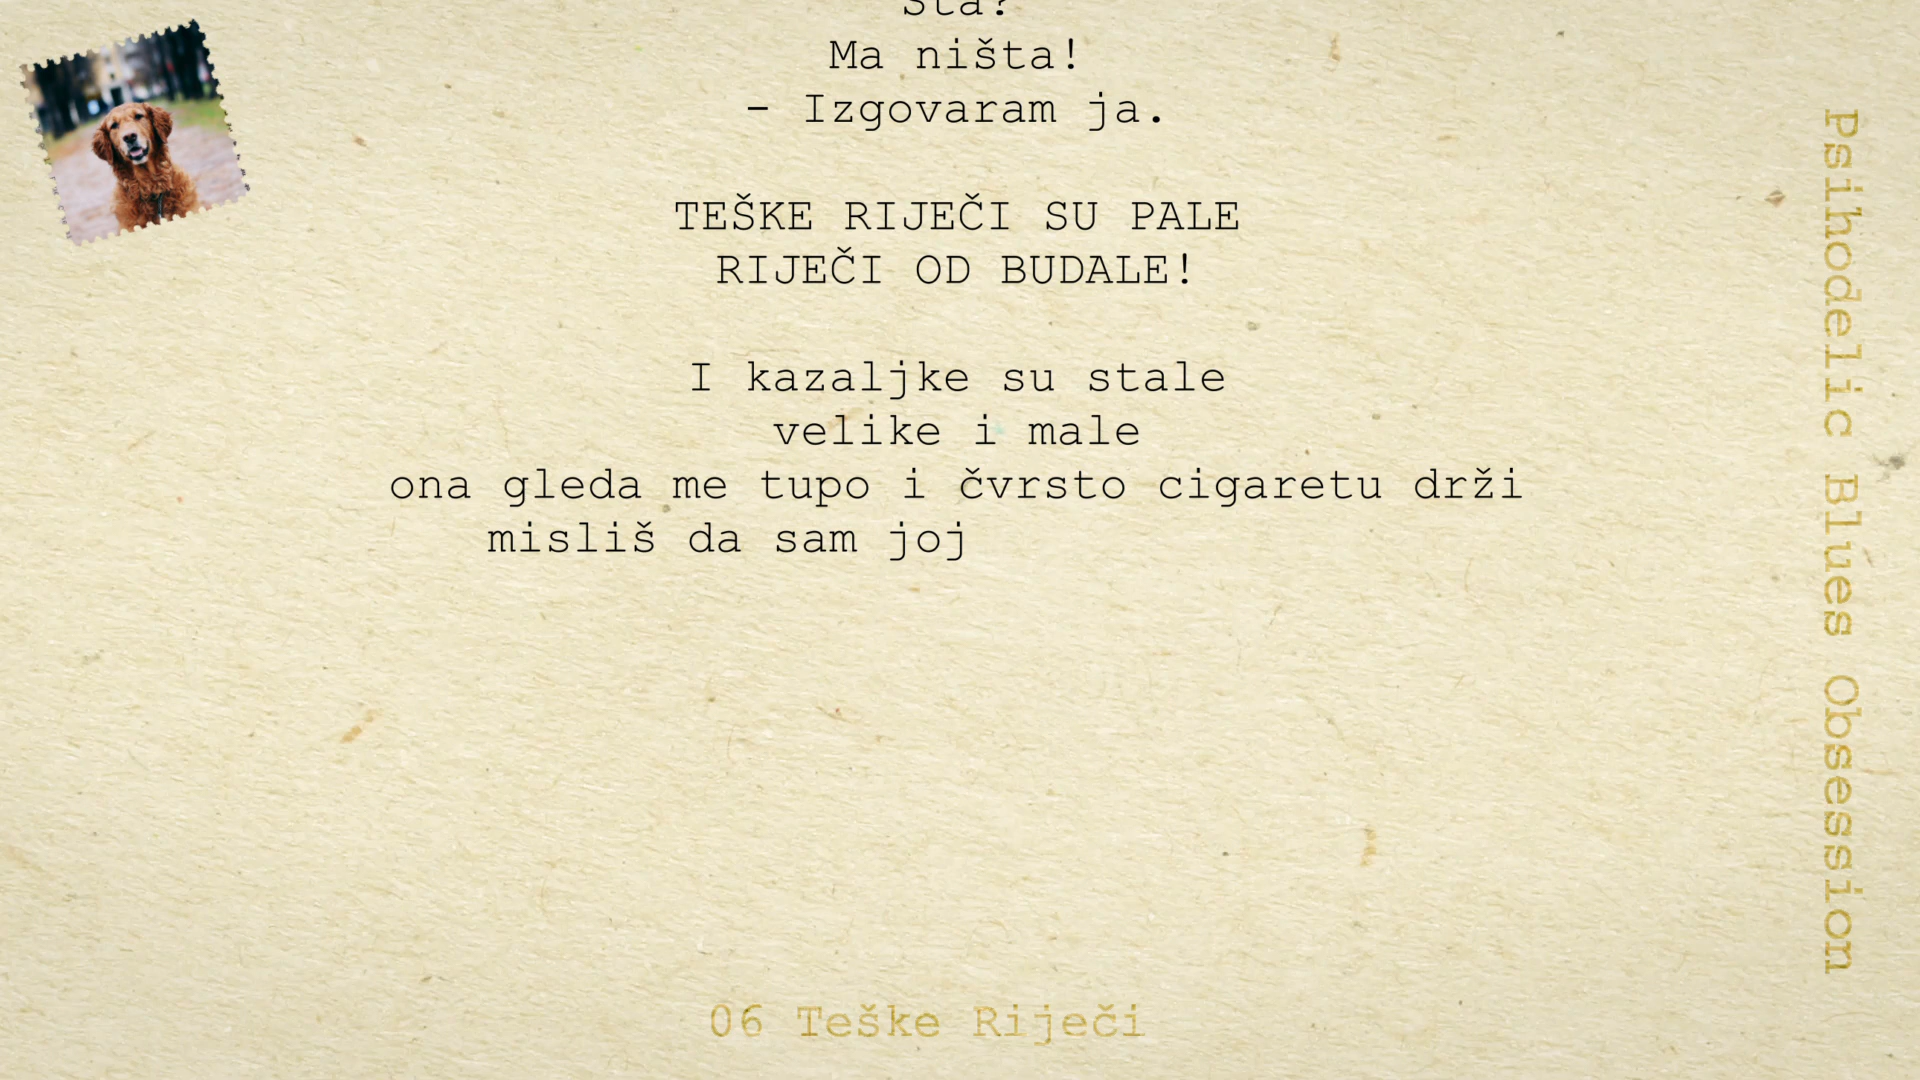 Šta?
Ma ništa!
- Izgovaram ja.
TEŠKE RIJEČI SU PALE
RIJEČI OD BUDALE!
I kazaljke su stale
velike i male
ona gleda me tupo i čvrsto cigaretu drži
misliš da sam joj
06 Teške Riječi
Psihodelic Blues Obsession